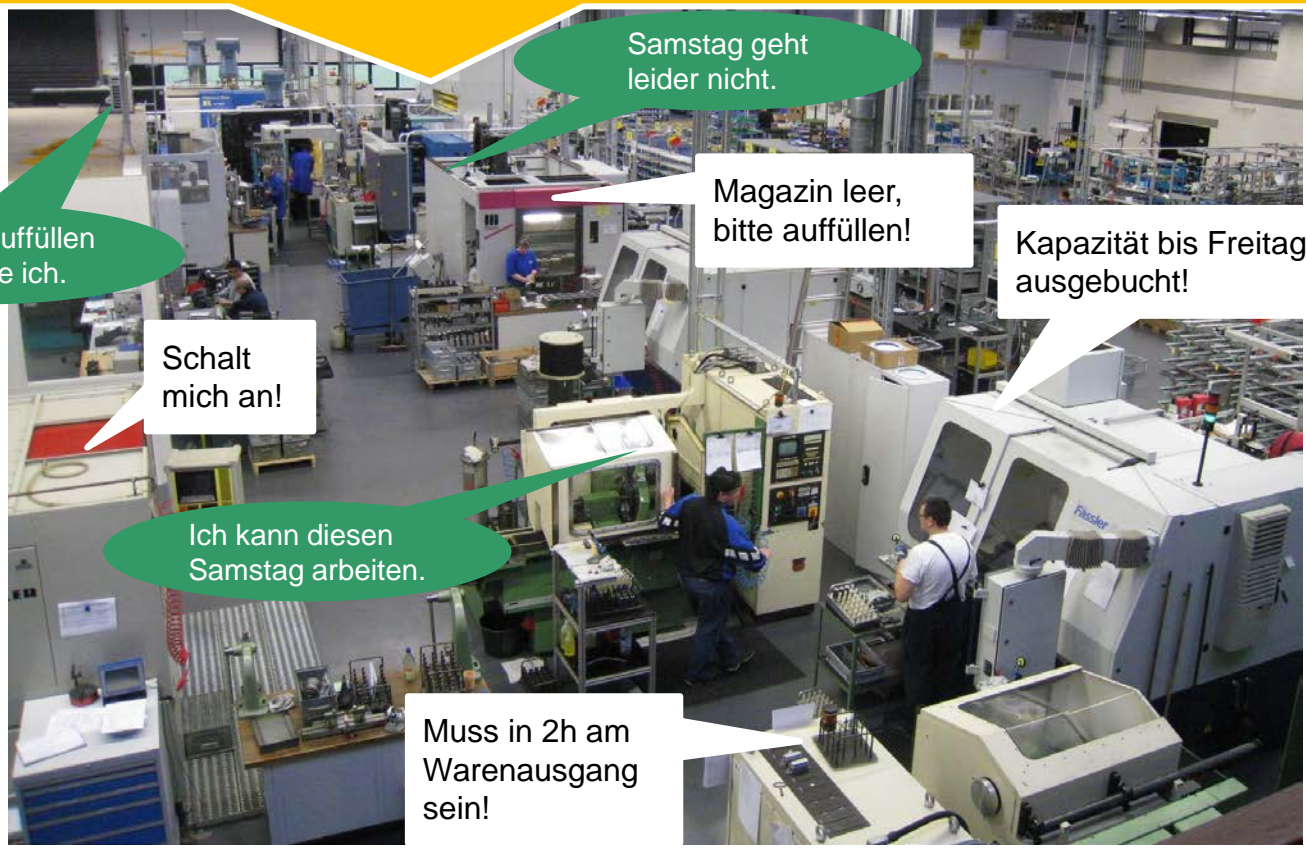 Samstag geht
leider nicht.
Magazin leer,
bitte auffüllen!
uffüllen
e ich.
Kapazität bis Freitag
ausgebucht!
Schalt
mich an!
Ich kann diesen
Samstag arbeiten.
Fässler
Muss in 2h am
Warenausgang
sein!